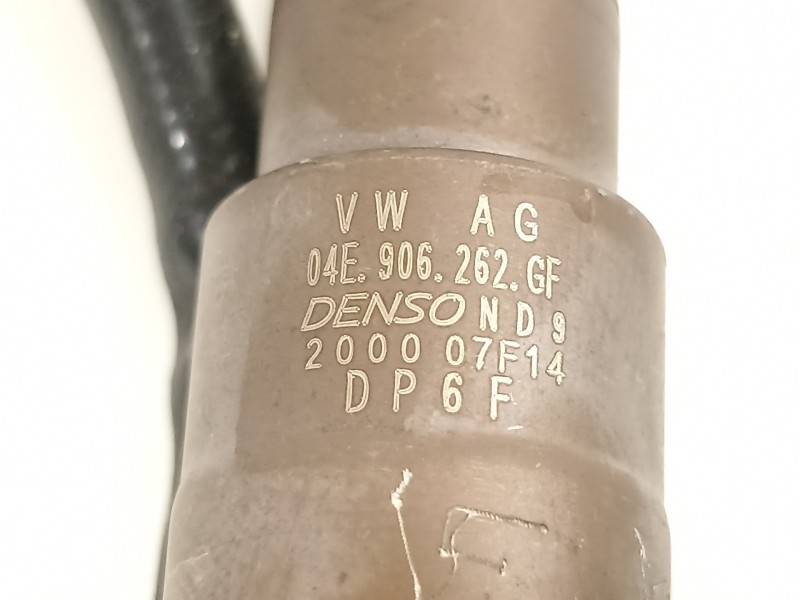 VW AG
04E.906.262.GF
DENSO ND9
2000 07F14
DP6F